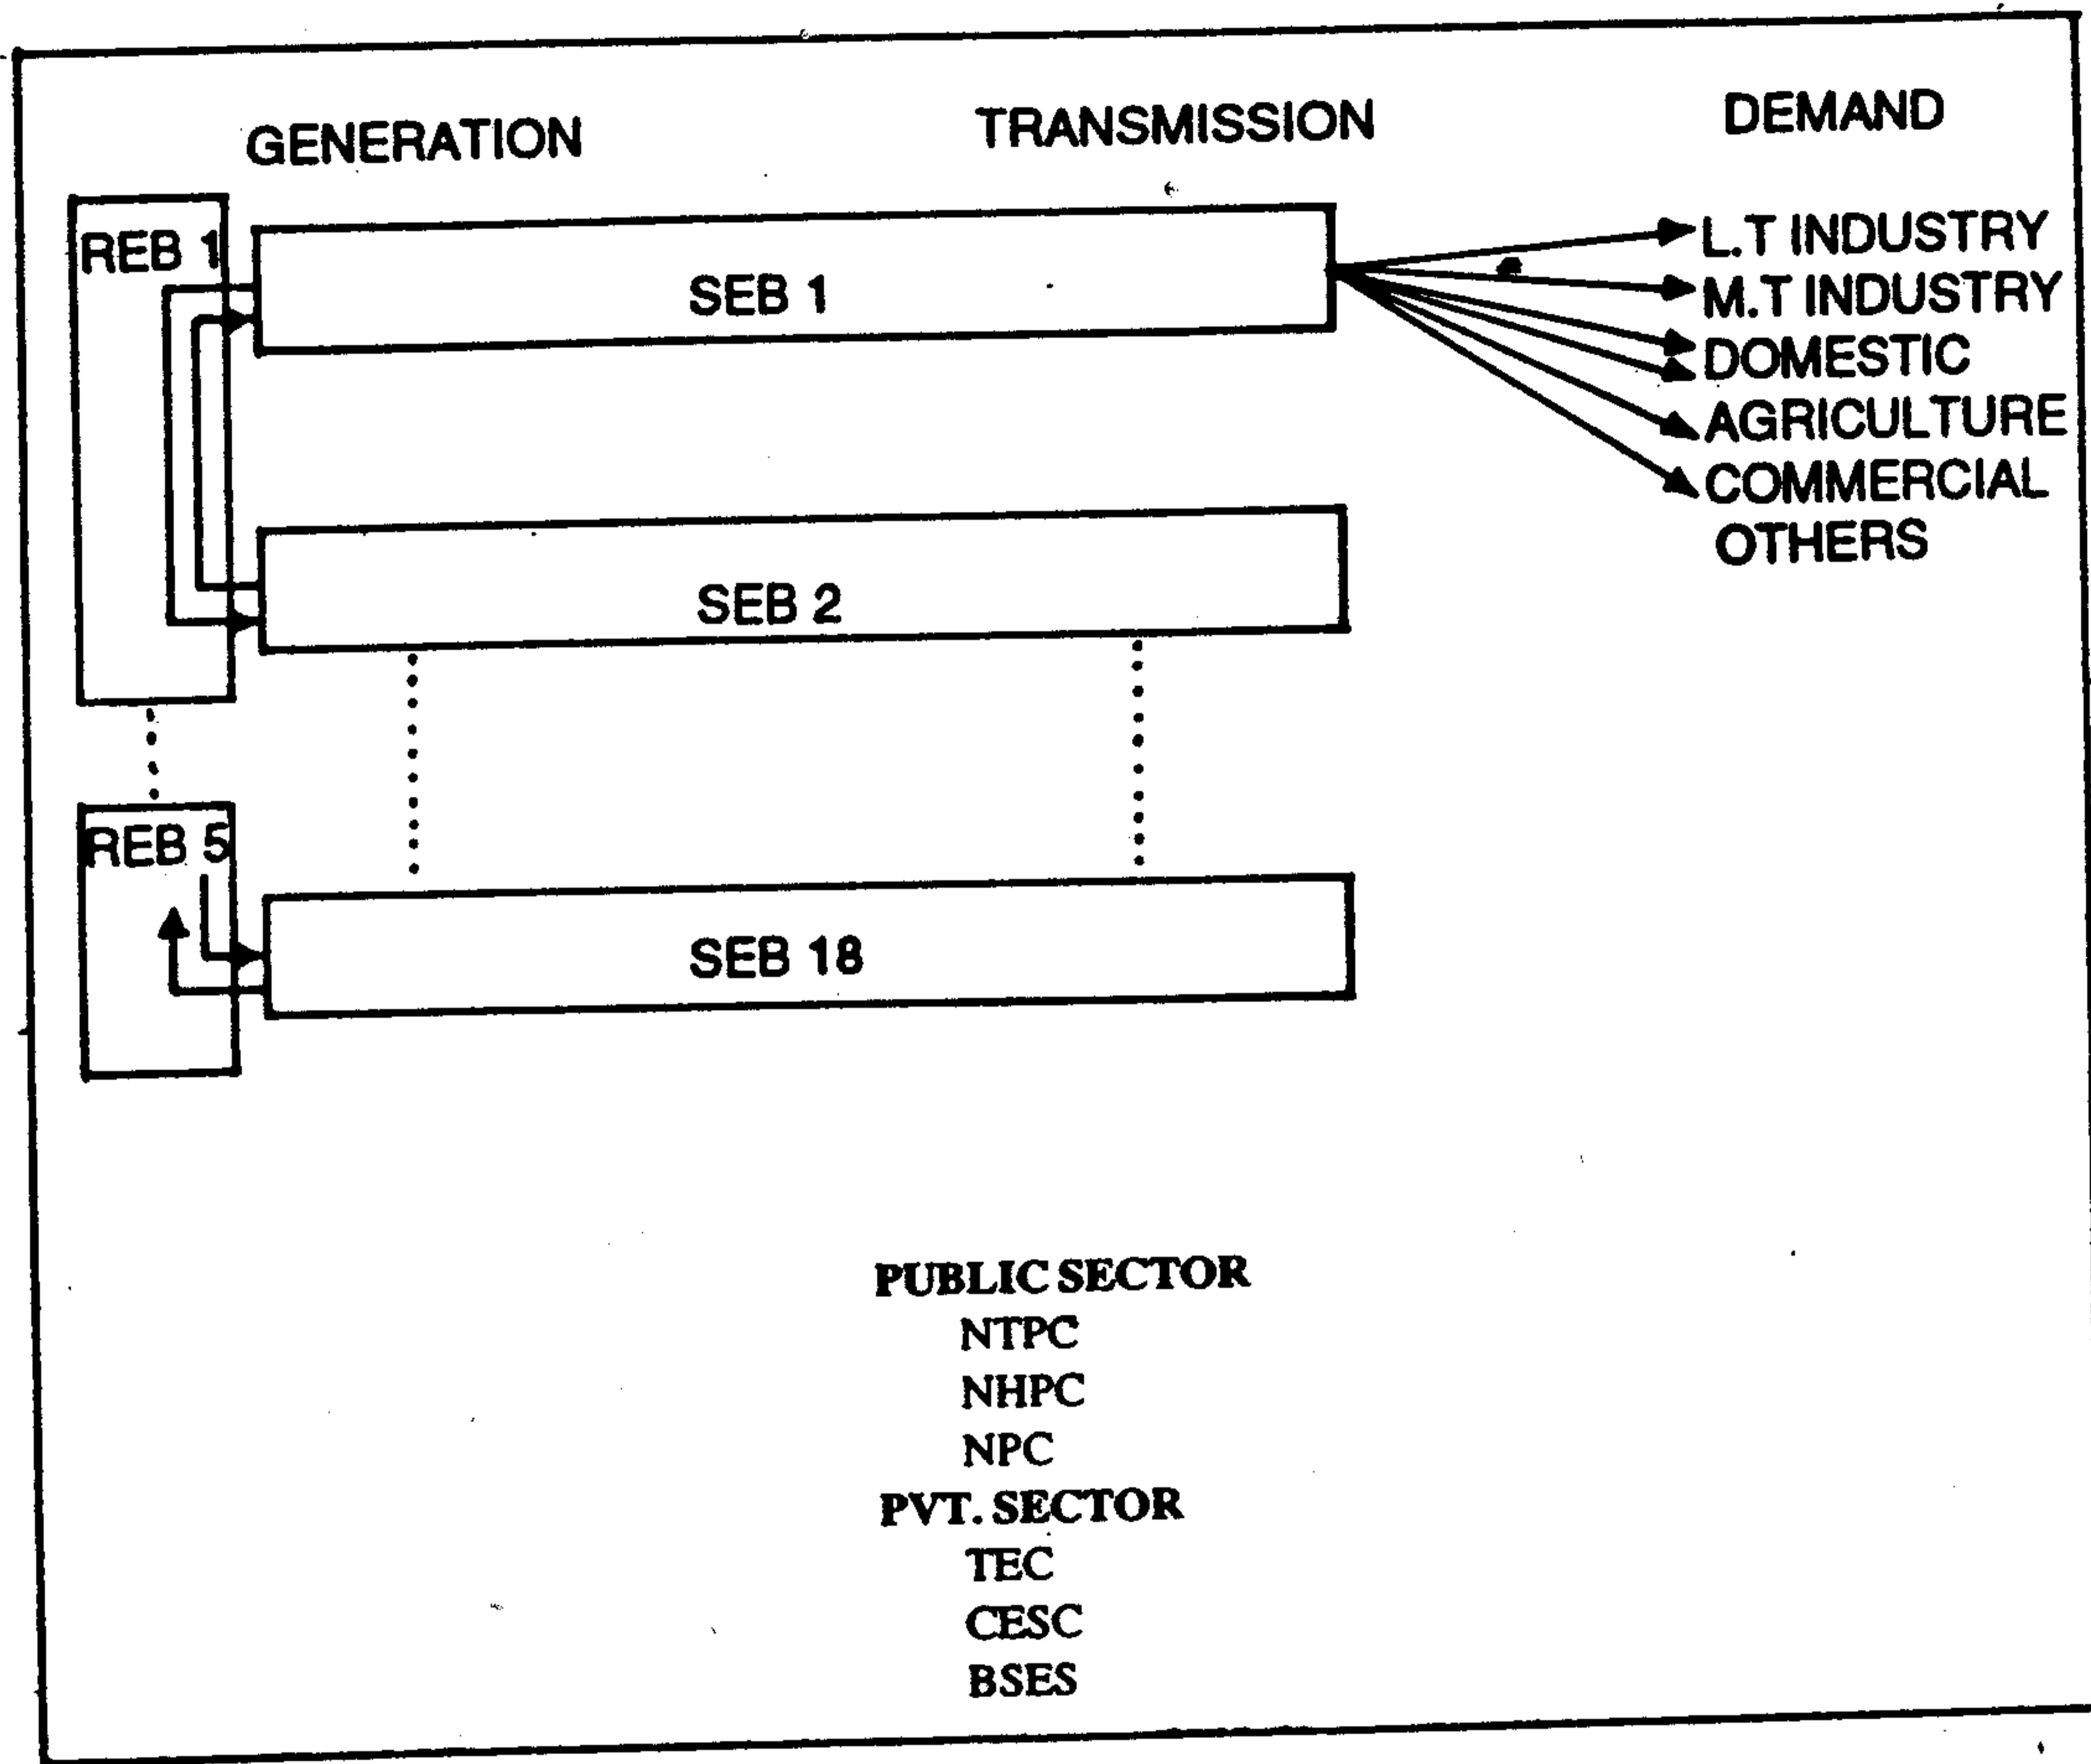 GENERATION TRANSMISSION DEMAND
REB 1
SEB 1
L.T INDUSTRY
M.T INDUSTRY
DOMESTIC
AGRICULTURE
COMMERCIAL
OTHERS
SEB 2
REB 5
SEB 18
PUBLIC SECTOR
NTPC
NHPC
NPC
PVT. SECTOR
TEC
CESC
BSES